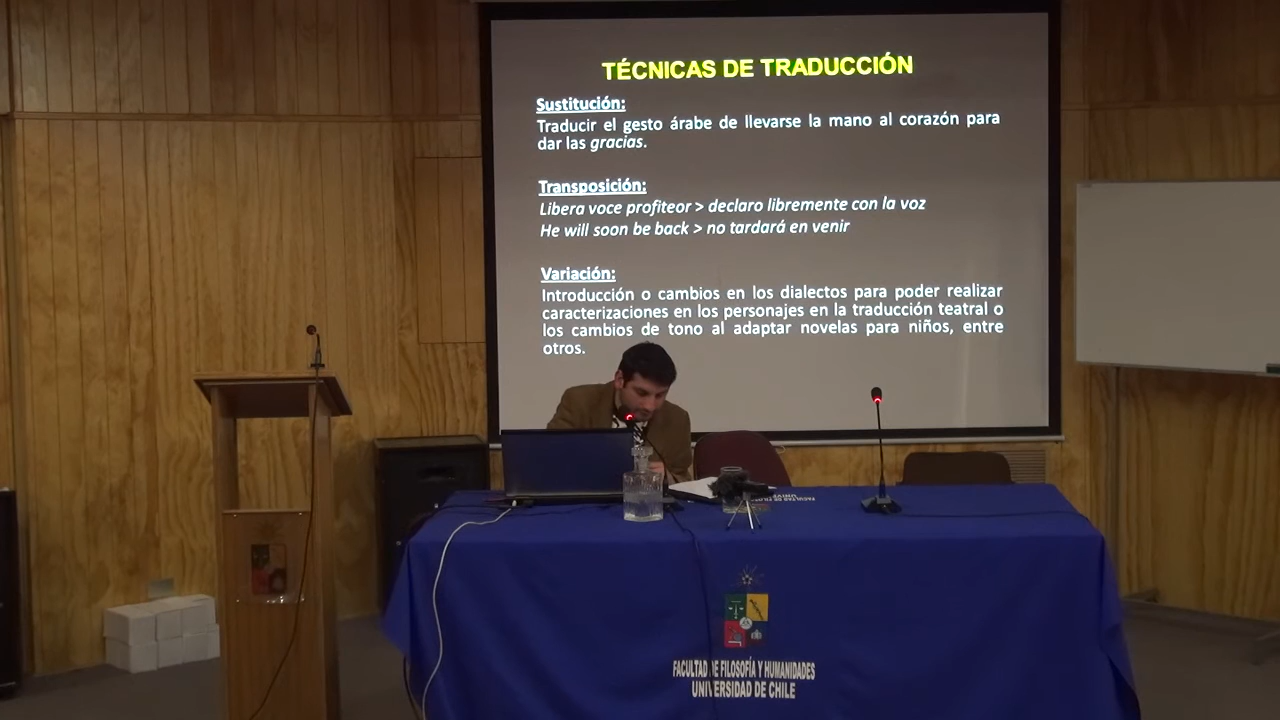 TÉCNICAS DE TRADUCCIÓN
Sustitución:
Traducir el gesto árabe de llevarse la mano al corazón para
dar las gracias.
Transposición:
Libera voce profiteor > declaro libremente con la voz
He will soon be back > no tardará en venir
Variación:
Introducción o cambios en los dialectos para poder realizar
caracterizaciones en los personajes en la traducción teatral o
los cambios de tono al adaptar novelas para niños, entre
otros.
FACULTAD DE FILOSOFÍA Y HUMANIDADES
UNIVERSIDAD DE CHILE